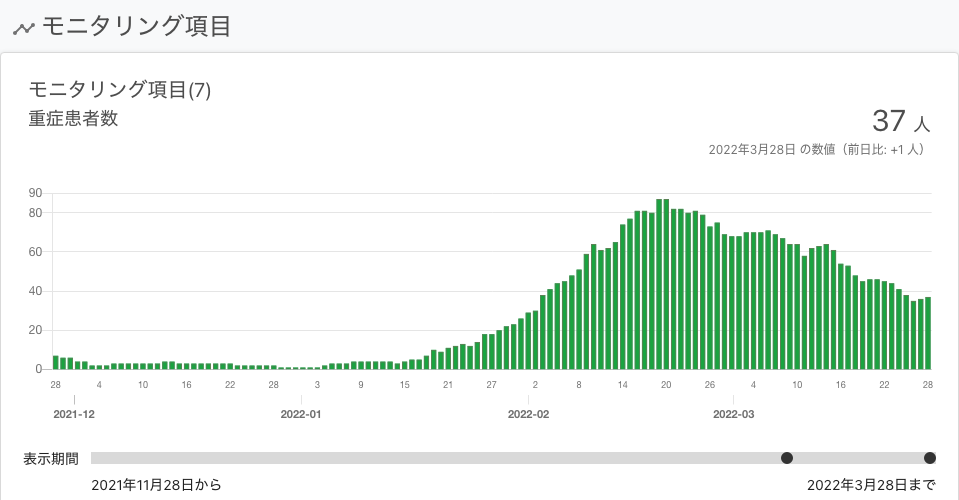 モニタリング項目
モニタリング項目(7)
重症患者数
37 人
2022年3月28日 の数値（前日比: +1 人）
90
80
60
40
20
0
28 4 10 16 22 28 3 9 15 21 27 2 8 14 20 26 4 10 16 22 28
2021-12 2022-01 2022-02 2022-03
表示期間
2021年11月28日から 2022年3月28日まで